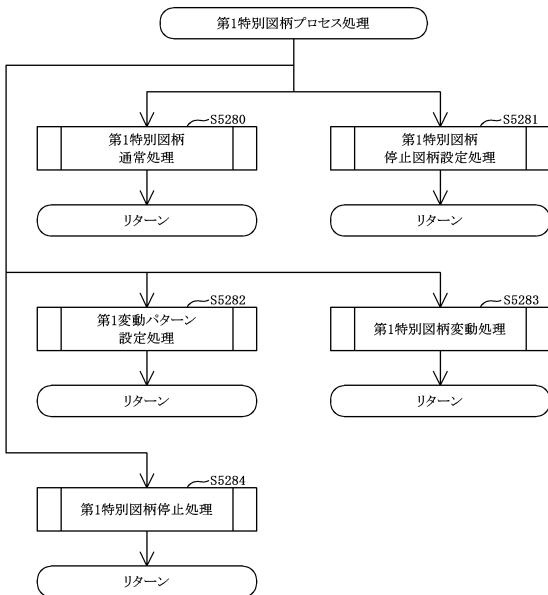 第1特別図柄プロセス処理
S5280
第1特別図柄
通常処理
リターン
S5281
第1特別図柄
停止図柄設定処理
リターン
S5282
第1変動パターン
設定処理
リターン
S5283
第1特別図柄変動処理
リターン
S5284
第1特別図柄停止処理
リターン